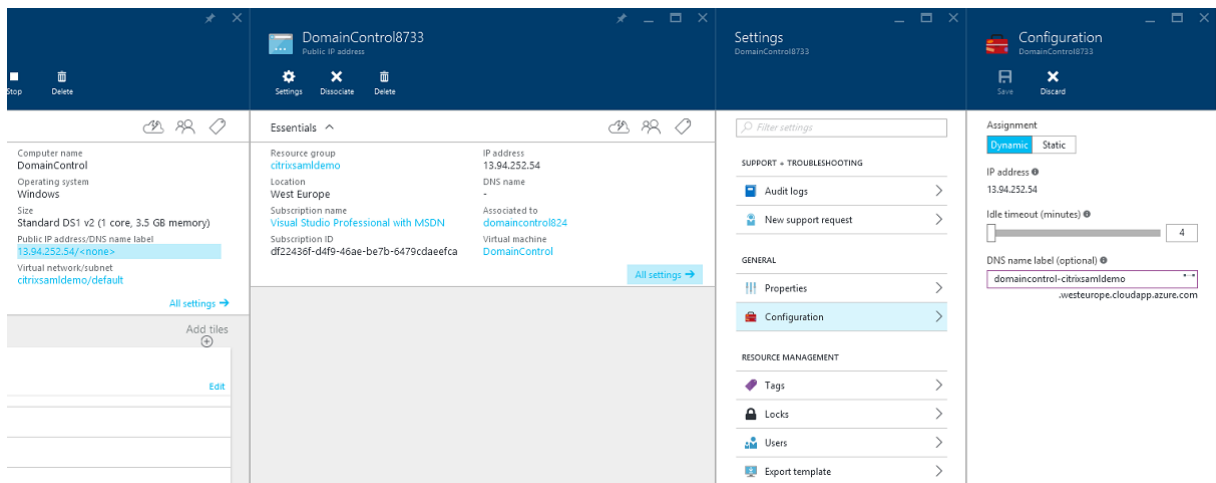 Stop
Delete
Computer name
DomainControl
Operating system
Windows
Size
Standard DS1 v2 (1 core, 3.5 GB memory)
Public IP address/DNS name label
13.94.252.54/<none>
Virtual network/subnet
citrixsamldemo/default
All settings →
Add tiles
Edit
DomainControl8733
Public IP address
Settings
Dissociate
Delete
Essentials
Resource group
citrixsamldemo
Location
West Europe
Subscription name
Visual Studio Professional with MSDN
Subscription ID
df22436f-d4f9-46ae-be7b-6479cdaeefca
IP address
13.94.252.54
DNS name
-
Associated to
domaincontrol824
Virtual machine
DomainControl
All settings →
Settings
DomainControl8733
Filter settings
SUPPORT + TROUBLESHOOTING
Audit logs
New support request
GENERAL
Properties
Configuration
RESOURCE MANAGEMENT
Tags
Locks
Users
Export template
Configuration
DomainControl8733
Save
Discard
Assignment
Dynamic Static
IP address
13.94.252.54
Idle timeout (minutes)
4
DNS name label (optional)
domaincontrol-citrixsamldemo
.westeurope.cloudapp.azure.com